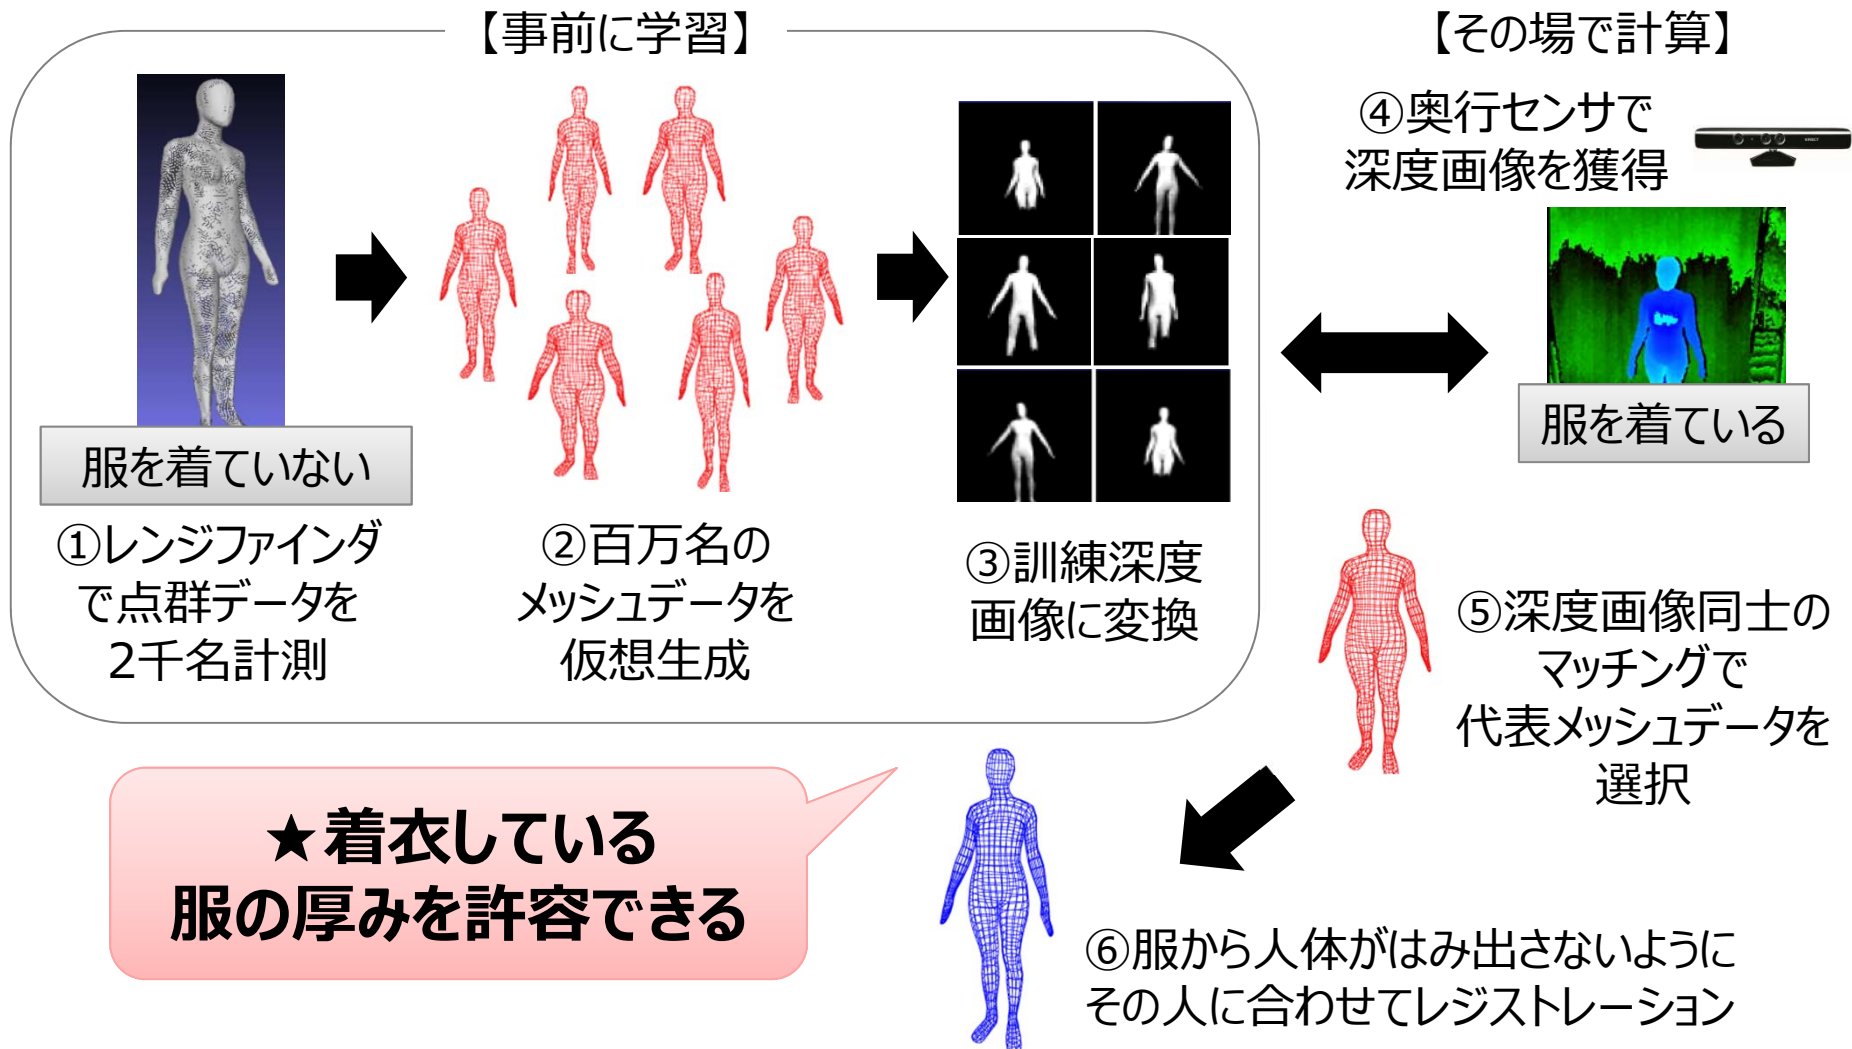 【事前に学習】
服を着ていない
①レンジファインダ
で点群データを
2千名計測
②百万名の
メッシュデータを
仮想生成
③訓練深度
画像に変換
【その場で計算】
④奥行センサで
深度画像を獲得
服を着ている
⑤深度画像同士の
マッチングで
代表メッシュデータを
選択
⑥服から人体がはみ出さないように
その人に合わせてレジストレーション
★着衣している
服の厚みを許容できる